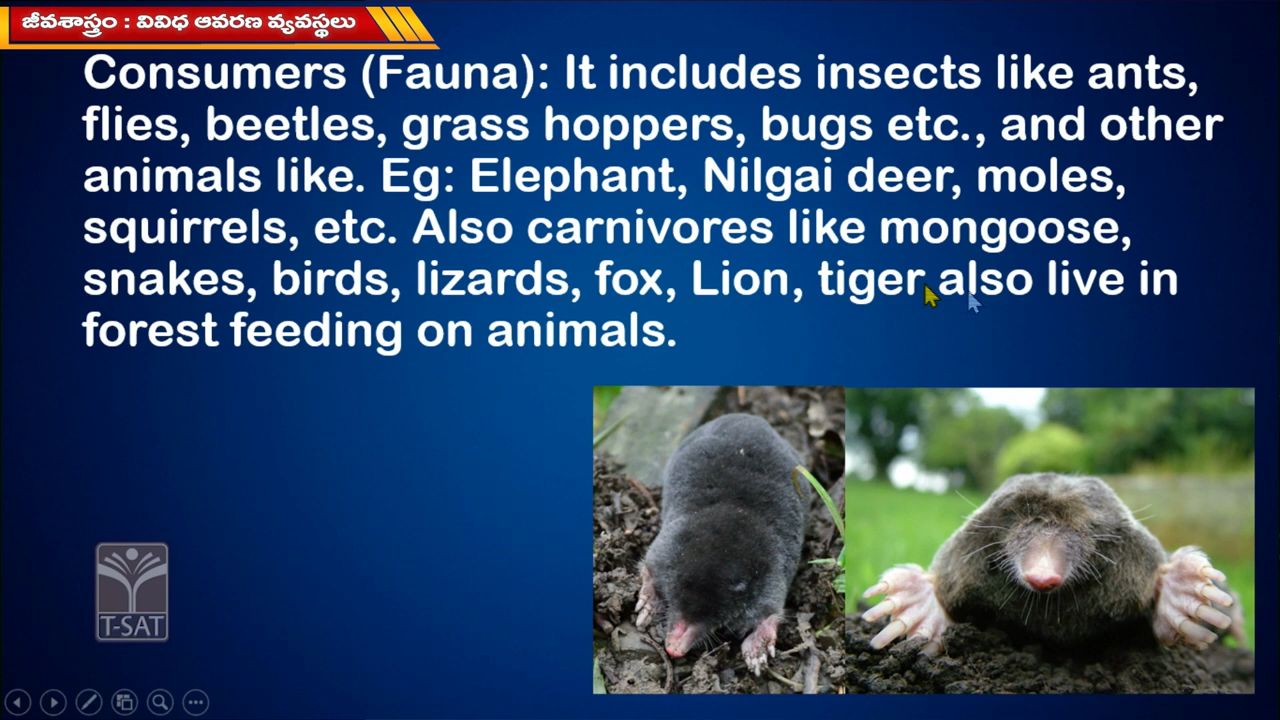 జీవశాస్త్రం : వివిధ ఆవరణ వ్యవస్థలు
Consumers (Fauna): It includes insects like ants,
flies, beetles, grass hoppers, bugs etc., and other
animals like. Eg: Elephant, Nilgai deer, moles,
squirrels, etc. Also carnivores like mongoose,
snakes, birds, lizards, fox, Lion, tiger also live in
forest feeding on animals.
T-SAT